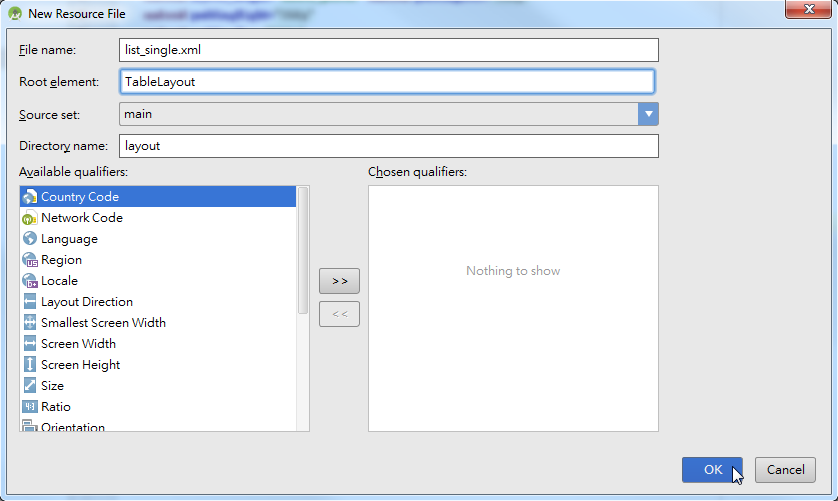 New Resource File
File name:
list_single.xml
Root element:
TableLayout
Source set:
main
Directory name:
layout
Available qualifiers:
Country Code
Network Code
Language
Region
Locale
Layout Direction
Smallest Screen Width
Screen Width
Screen Height
Size
Ratio
Orientation
>>
<<
Chosen qualifiers:
Nothing to show
OK
Cancel